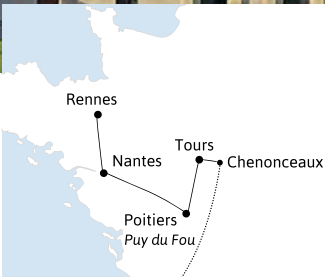 Rennes
Nantes
Tours
Chenonceaux
Poitiers
Puy du Fou